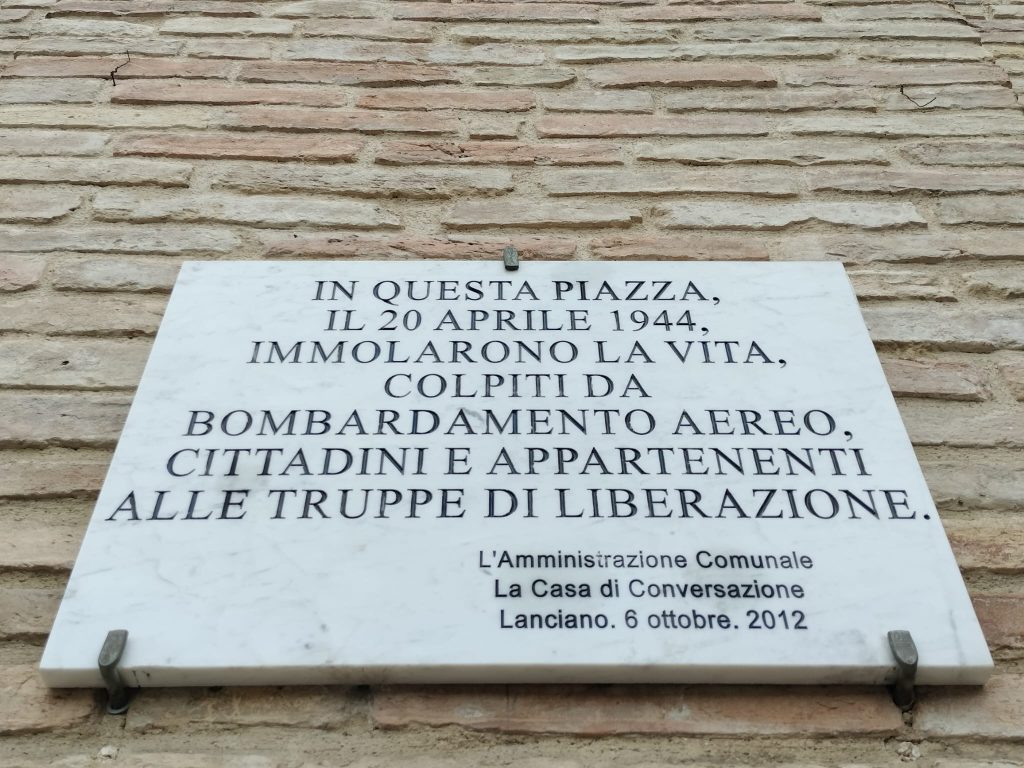 IN QUESTA PIAZZA,
IL 20 APRILE 1944,
IMMOLARONO LA VITA,
COLPITI DA
BOMBARDAMENTO AEREO,
CITTADINI E APPARTENENTI
ALLE TRUPPE DI LIBERAZIONE.
L'Amministrazione Comunale
La Casa di Conversazione
Lanciano. 6 ottobre. 2012